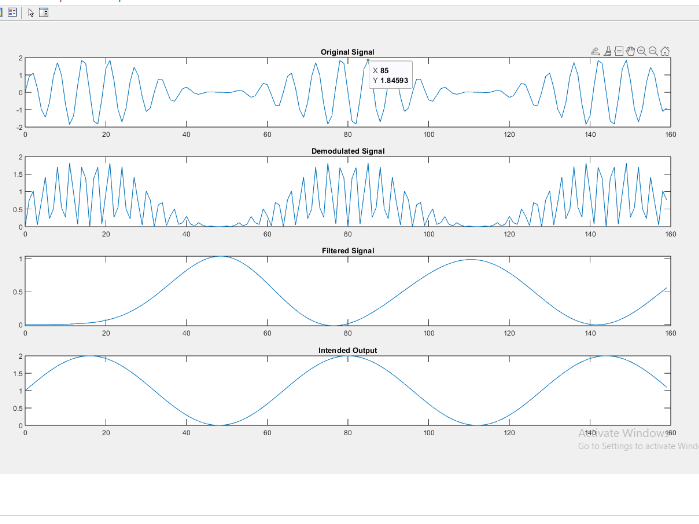 Original Signal
2
1
0
-1
-2
0 20 40 60 80 100 120 140 160
X 85
Y 1.84593
Demodulated Signal
2
1.5
1
0.5
0
0 20 40 60 80 100 120 140 160
Filtered Signal
1
0.5
0
0 20 40 60 80 100 120 140 160
Intended Output
2
1.5
1
0.5
0
0 20 40 60 80 100 120 140 160
Activate Windows
Go to Settings to activate Wind